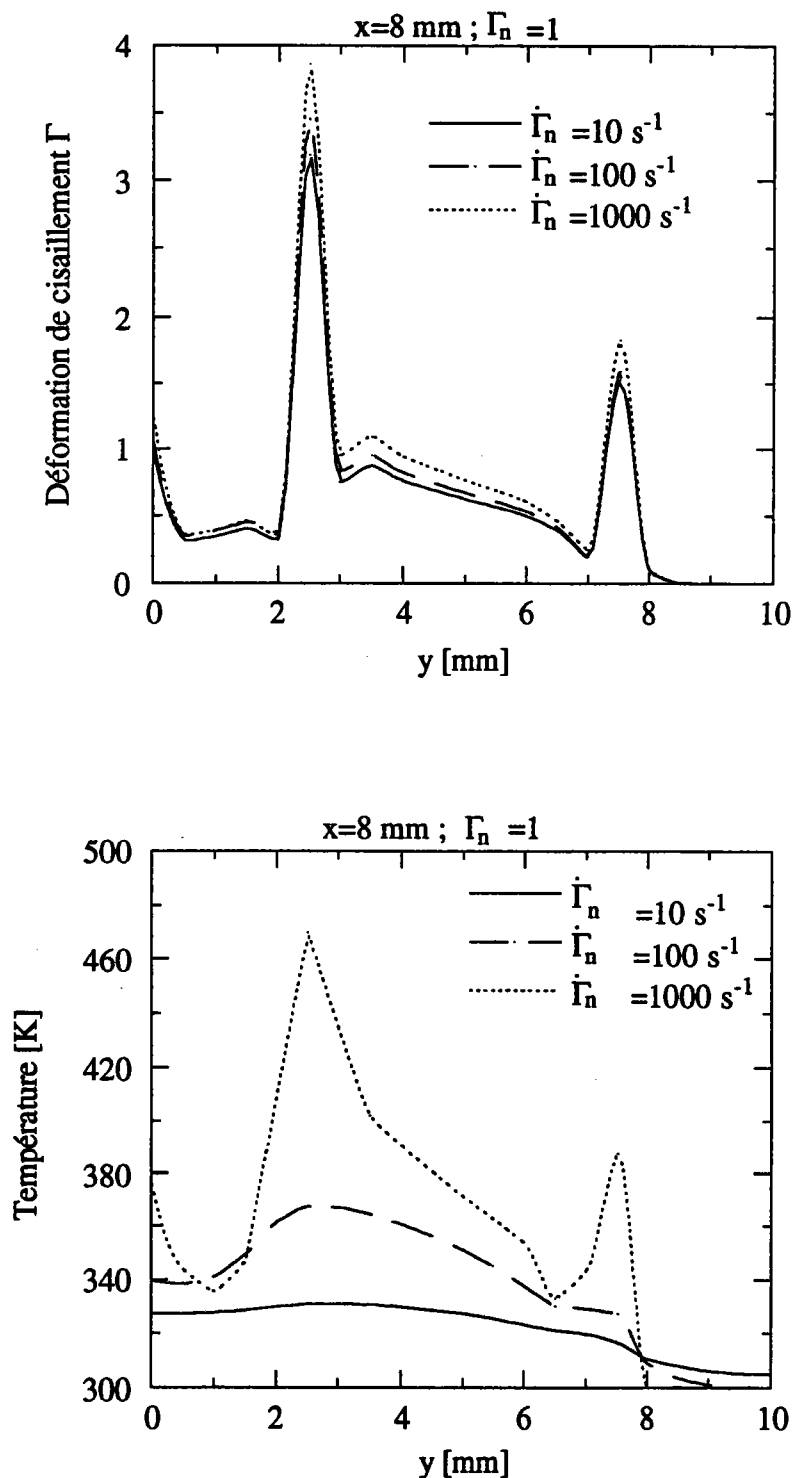 x=8 mm ; Γn =1
4
3
2
1
0
Déformation de cisaillement Γ
Γ̇n =10 s-1
Γ̇n =100 s-1
Γ̇n =1000 s-1
0 2 4 6 8 10
y [mm]
x=8 mm ; Γn =1
500
460
420
380
340
300
Température [K]
Γ̇n =10 s-1
Γ̇n =100 s-1
Γ̇n =1000 s-1
0 2 4 6 8 10
y [mm]